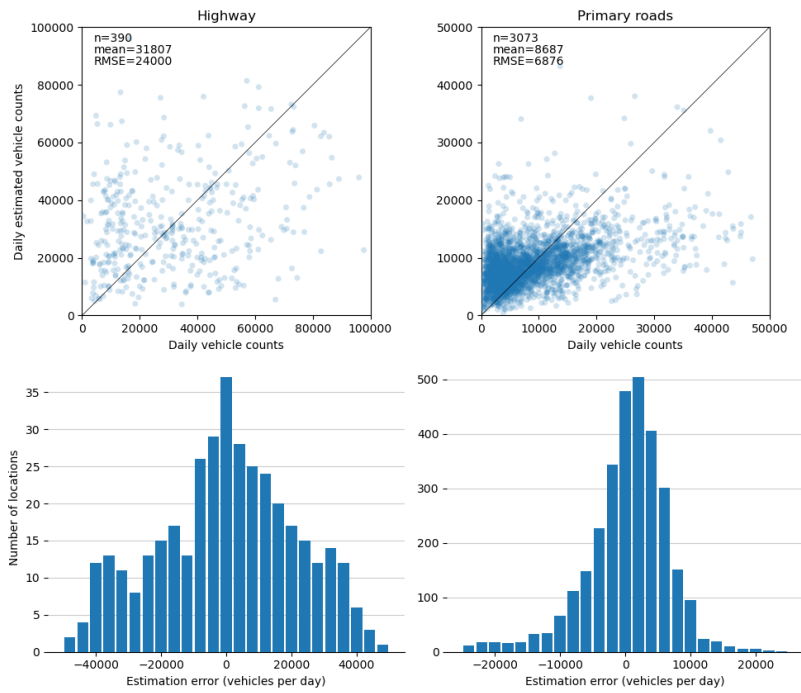 Highway
n=390
mean=31807
RMSE=24000
100000
80000
60000
40000
20000
0
Daily estimated vehicle counts
0 20000 40000 60000 80000 100000
Daily vehicle counts
Primary roads
n=3073
mean=8687
RMSE=6876
50000
40000
30000
20000
10000
0
0 10000 20000 30000 40000 50000
Daily vehicle counts
35
30
25
20
15
10
5
0
Number of locations
−40000 −20000 0 20000 40000
Estimation error (vehicles per day)
500
400
300
200
100
0
−20000 −10000 0 10000 20000
Estimation error (vehicles per day)